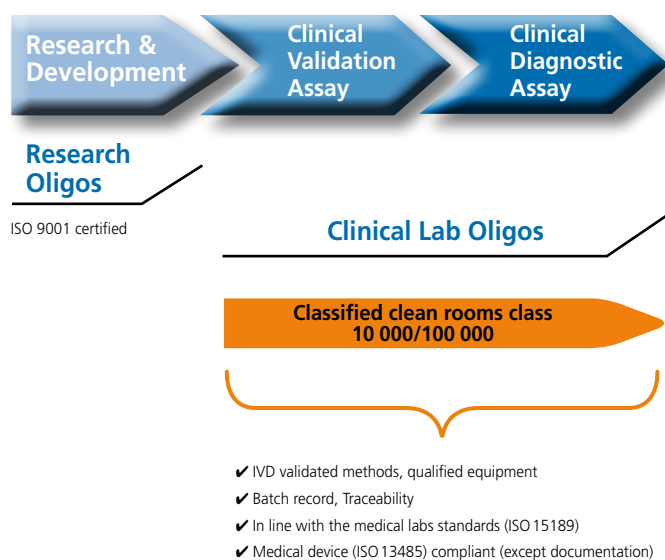 Research &
Development
Clinical
Validation
Assay
Clinical
Diagnostic
Assay
Research
Oligos
ISO 9001 certified
Clinical Lab Oligos
Classified clean rooms class
10 000/100 000
✔ IVD validated methods, qualified equipment
✔ Batch record, Traceability
✔ In line with the medical labs standards (ISO 15189)
✔ Medical device (ISO 13485) compliant (except documentation)